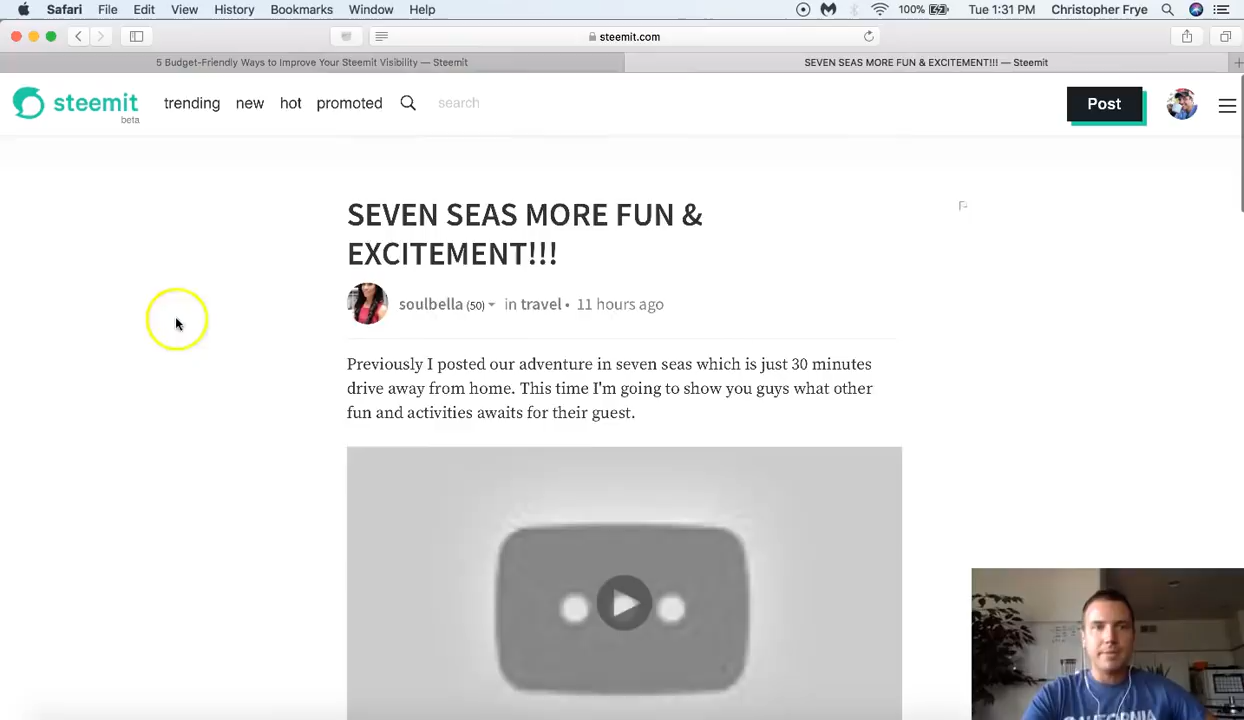 Safari File Edit View History Bookmarks Window Help 100% Tue 1:31 PM Christopher Frye
steemit.com
5 Budget-Friendly Ways to Improve Your Steemit Visibility — Steemit SEVEN SEAS MORE FUN & EXCITEMENT!!! — Steemit
steemit beta trending new hot promoted search Post
SEVEN SEAS MORE FUN &
EXCITEMENT!!!
soulbella (50) in travel • 11 hours ago
Previously I posted our adventure in seven seas which is just 30 minutes
drive away from home. This time I'm going to show you guys what other
fun and activities awaits for their guest.
CALIFORNIA